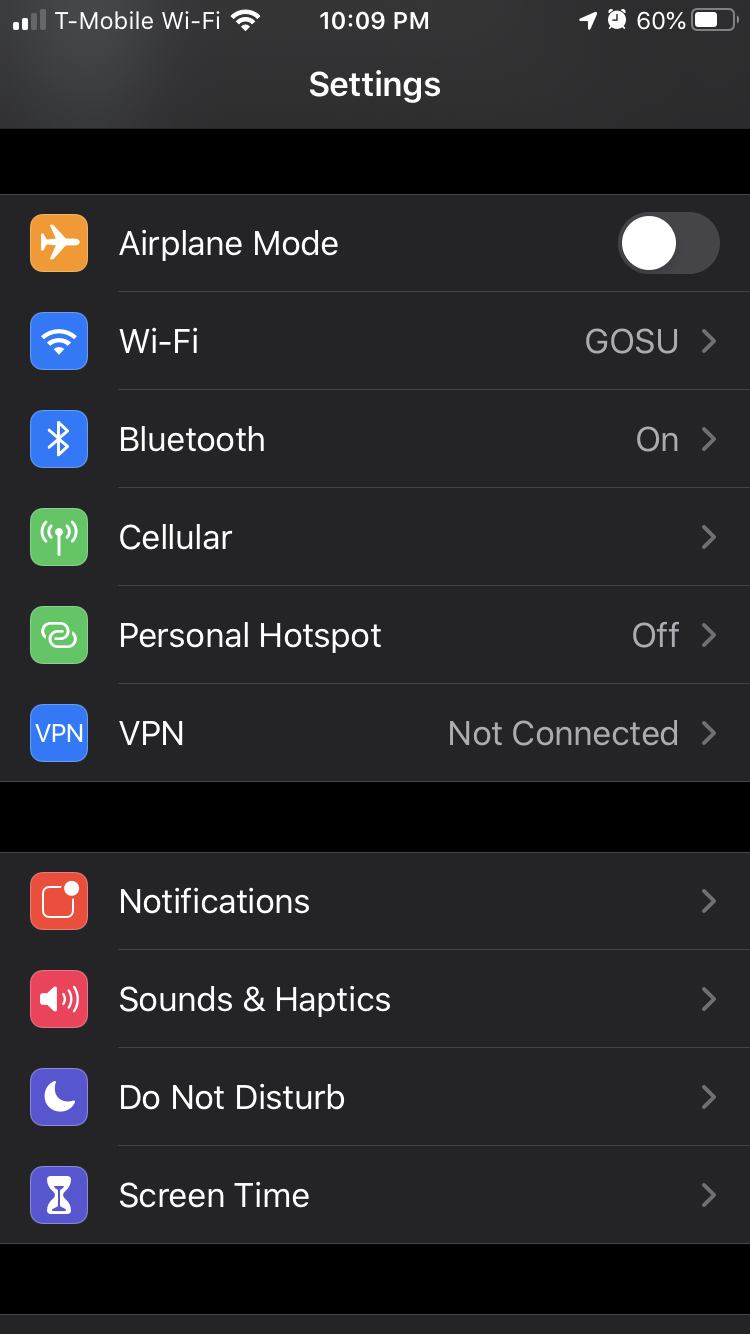 T-Mobile Wi-Fi 10:09 PM 60%
Settings
Airplane Mode
Wi-Fi GOSU
Bluetooth On
Cellular
Personal Hotspot Off
VPN VPN Not Connected
Notifications
Sounds & Haptics
Do Not Disturb
Screen Time